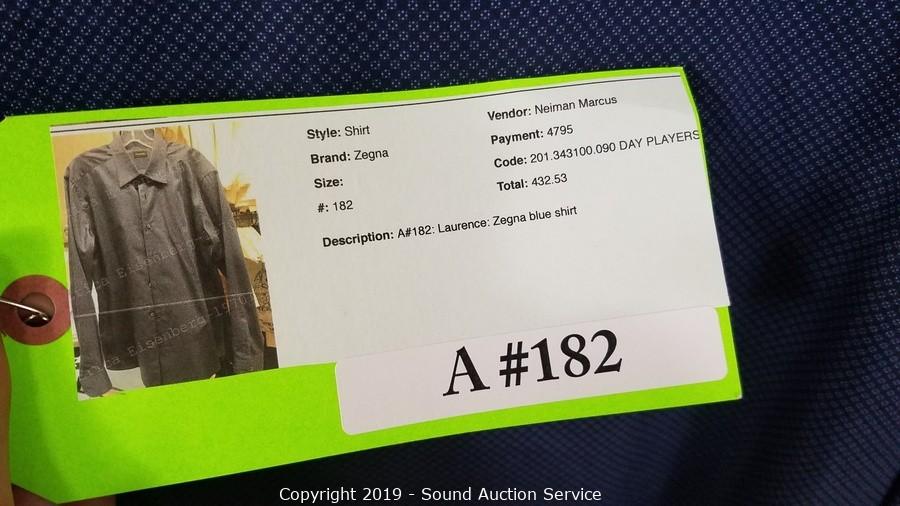 Style: Shirt
Brand: Zegna
Size:
#: 182
Vendor: Neiman Marcus
Payment: 4795
Code: 201.343100.090 DAY PLAYERS
Total: 432.53
Description: A#182: Laurence: Zegna blue shirt
A #182
Copyright 2019 - Sound Auction Service